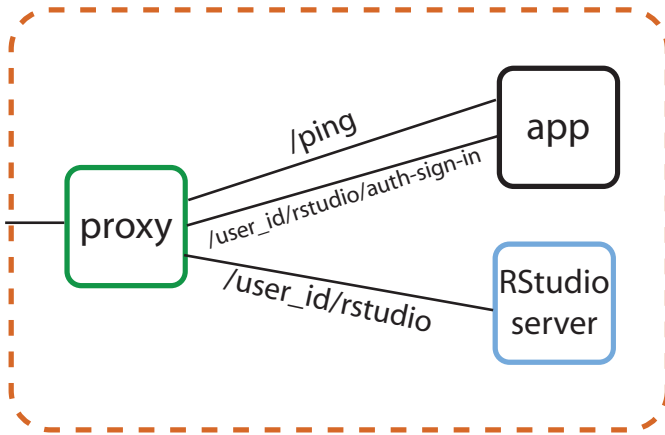 /ping
app
/user_id/rstudio/auth-sign-in
proxy
/user_id/rstudio
RStudio
server